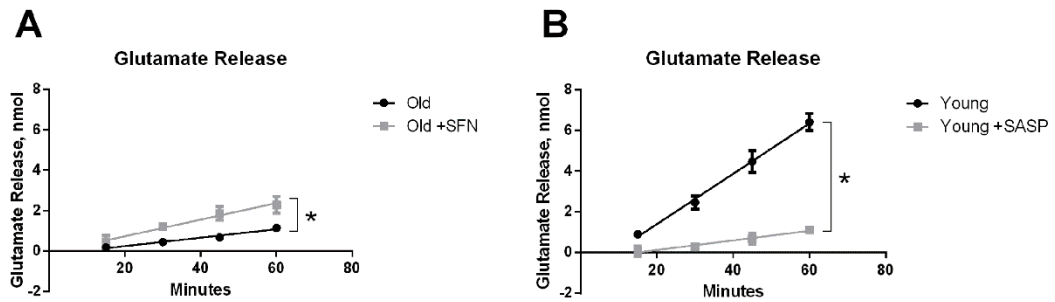 A
Glutamate Release
Glutamate Release, nmol
8
6
4
2
0
-2
20
40
60
80
Minutes
Old
Old +SFN
*
B
Glutamate Release
Glutamate Release, nmol
8
6
4
2
0
-2
20
40
60
80
Minutes
Young
Young +SASP
*